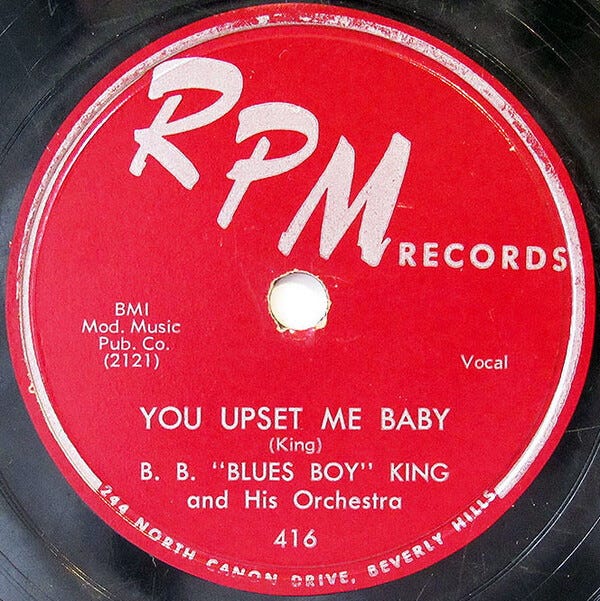 RPM RECORDS
BMI
Mod. Music
Pub. Co.
(2121)
Vocal
YOU UPSET ME BABY
(King)
B. B. "BLUES BOY" KING
and His Orchestra
416
244 NORTH CANON DRIVE, BEVERLY HILLS